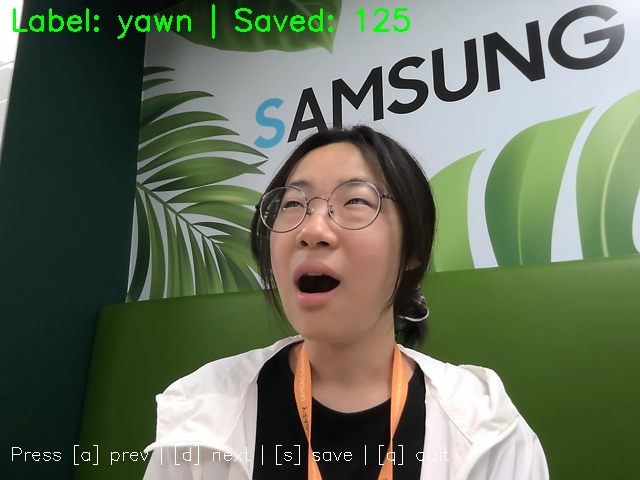 Label: yawn | Saved: 125
SAMSUNG
Press [a] prev | [d] next | [s] save | [q] quit